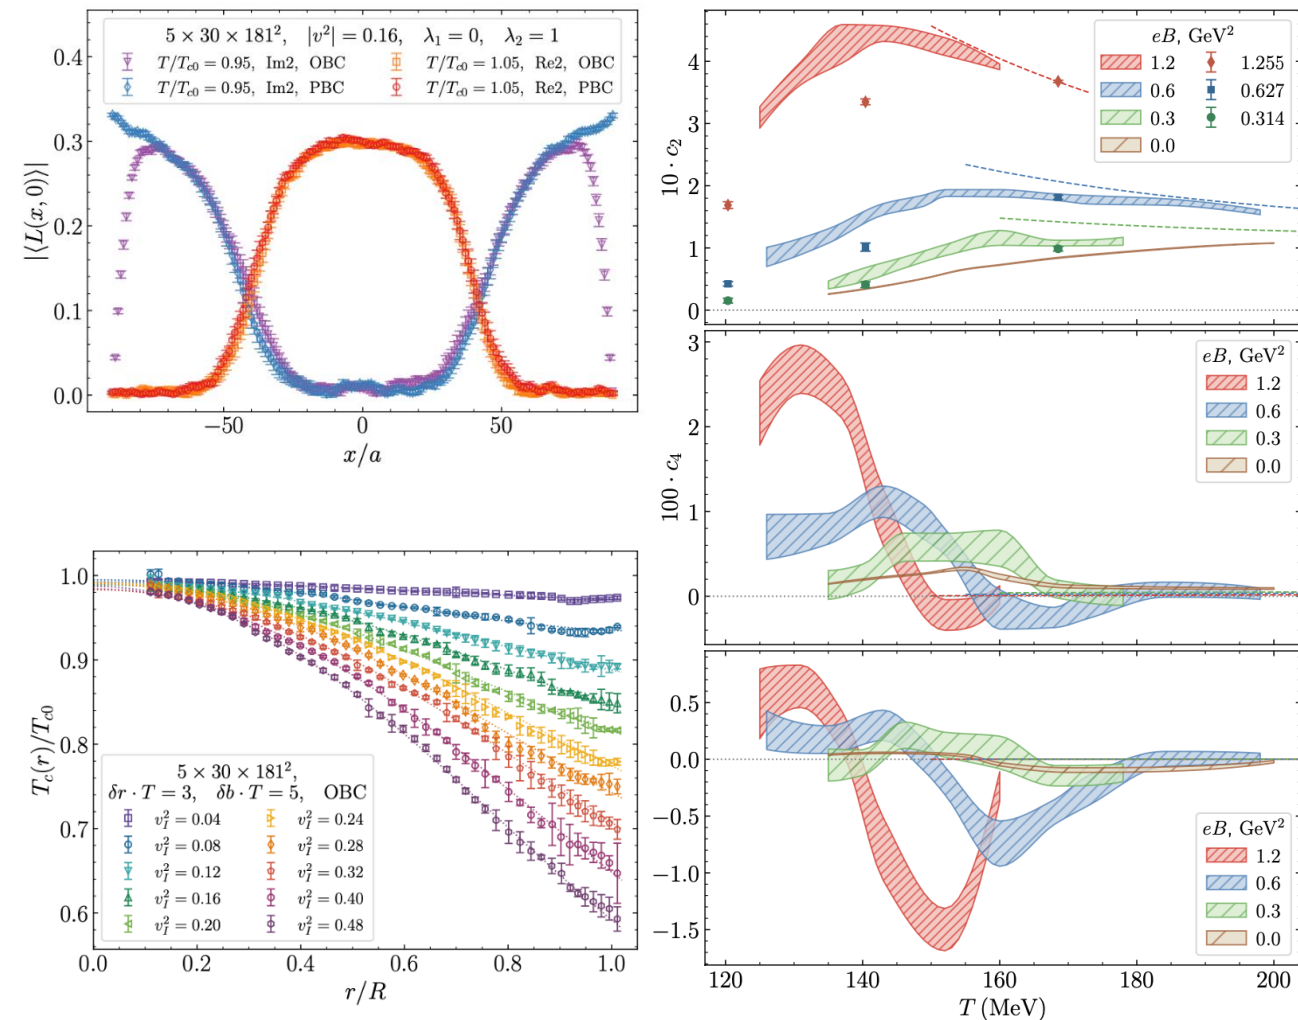 5 × 30 × 181², |v²| = 0.16, λ₁ = 0, λ₂ = 1
T/T_c0 = 0.95, Im2, OBC
T/T_c0 = 1.05, Re2, OBC
T/T_c0 = 0.95, Im2, PBC
T/T_c0 = 1.05, Re2, PBC
0.4
0.3
0.2
0.1
0.0
|⟨L(x, 0)⟩|
−50 0 50
x/a
1.0
0.9
0.8
0.7
0.6
T_c(r)/T_c0
5 × 30 × 181²,
δr · T = 3, δb · T = 5, OBC
v_I² = 0.04
v_I² = 0.24
v_I² = 0.08
v_I² = 0.28
v_I² = 0.12
v_I² = 0.32
v_I² = 0.16
v_I² = 0.40
v_I² = 0.20
v_I² = 0.48
0.0 0.2 0.4 0.6 0.8 1.0
r/R
4
3
2
1
0
10 · c₂
eB, GeV²
1.2 1.255
0.6 0.627
0.3 0.314
0.0
3
2
1
0
100 · c₄
eB, GeV²
1.2
0.6
0.3
0.0
0.5
0.0
−0.5
−1.0
−1.5
eB, GeV²
1.2
0.6
0.3
0.0
120 140 160 180 200
T (MeV)